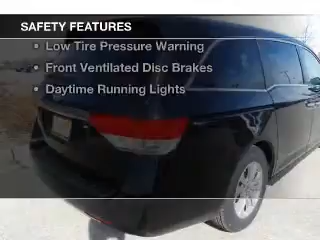 SAFETY FEATURES
• Low Tire Pressure Warning
• Front Ventilated Disc Brakes
• Daytime Running Lights